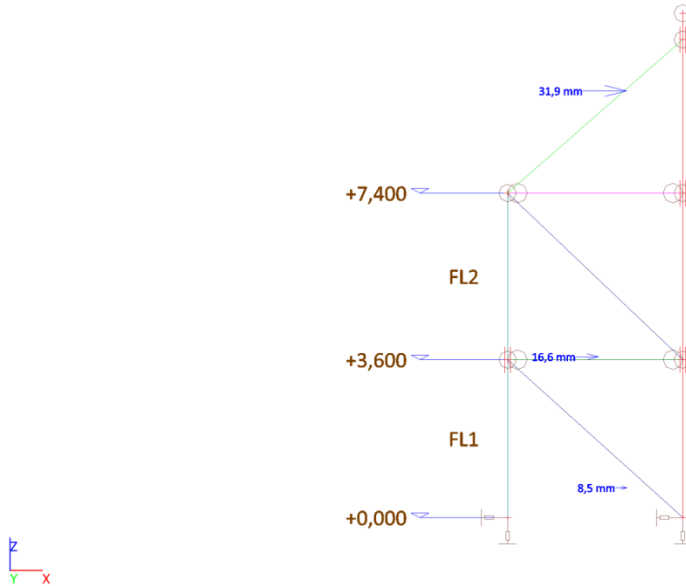 31,9 mm
+7,400
FL2
16,6 mm
+3,600
FL1
8,5 mm
+0,000
Z
Y X